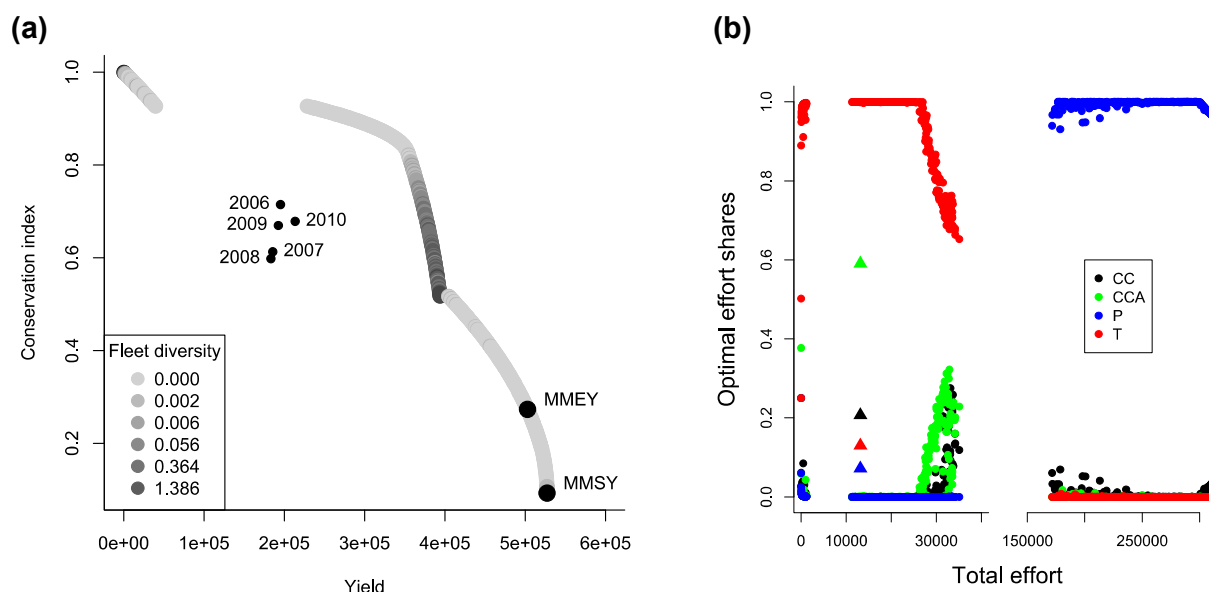 (a)
Conservation index
1.0
0.8
0.6
0.4
0.2
2006
2009
2010
2008
2007
Fleet diversity
0.000
0.002
0.006
0.056
0.364
1.386
MMEY
MMSY
0e+00 1e+05 2e+05 3e+05 4e+05 5e+05 6e+05
Yield
(b)
Optimal effort shares
1.0
0.8
0.6
0.4
0.2
0.0
CC
CCA
P
T
0 10000 30000 150000 250000
Total effort